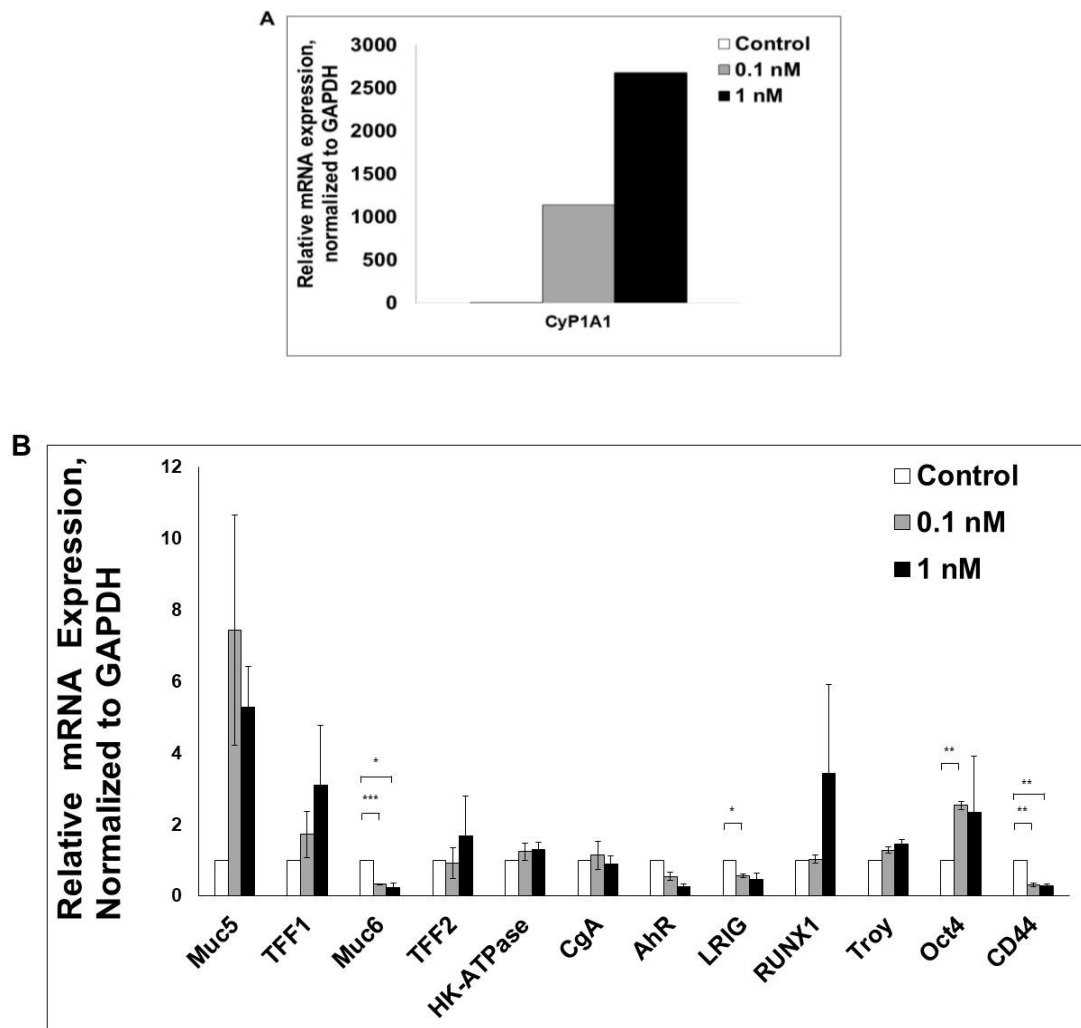 A
Relative mRNA expression,
normalized to GAPDH
3000
2500
2000
1500
1000
500
0
Control
0.1 nM
1 nM
CyP1A1
B
Relative mRNA Expression,
Normalized to GAPDH
12
10
8
6
4
2
0
Control
0.1 nM
1 nM
*
***
*
**
**
**
Muc5
TFF1
Muc6
TFF2
HK-ATPase
CgA
AhR
LRIG
RUNX1
Troy
Oct4
CD44